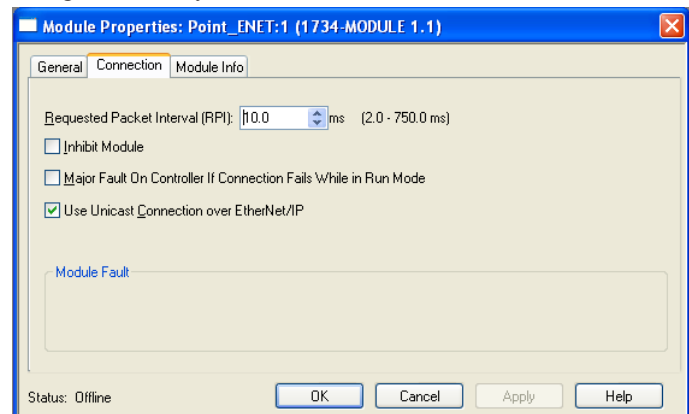 Module Properties: Point_ENET:1 (1734-MODULE 1.1)
General Connection Module Info
Requested Packet Interval (RPI): 10.0 ms (2.0 - 750.0 ms)
Inhibit Module
Major Fault On Controller If Connection Fails While in Run Mode
Use Unicast Connection over EtherNet/IP
Module Fault
Status: Offline OK Cancel Apply Help